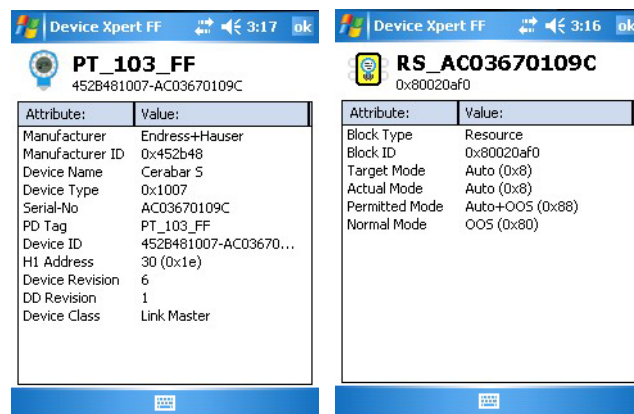 Device Xpert FF 3:17 ok
PT_103_FF
452B481007-AC03670109C
Attribute: Value:
Manufacturer Endress+Hauser
Manufacturer ID 0x452b48
Device Name Cerabar S
Device Type 0x1007
Serial-No AC03670109C
PD Tag PT_103_FF
Device ID 452B481007-AC03670...
H1 Address 30 (0x1e)
Device Revision 6
DD Revision 1
Device Class Link Master
Device Xpert FF 3:16 ok
RS_AC03670109C
0x80020af0
Attribute: Value:
Block Type Resource
Block ID 0x80020af0
Target Mode Auto (0x8)
Actual Mode Auto (0x8)
Permitted Mode Auto+OOS (0x88)
Normal Mode OOS (0x80)